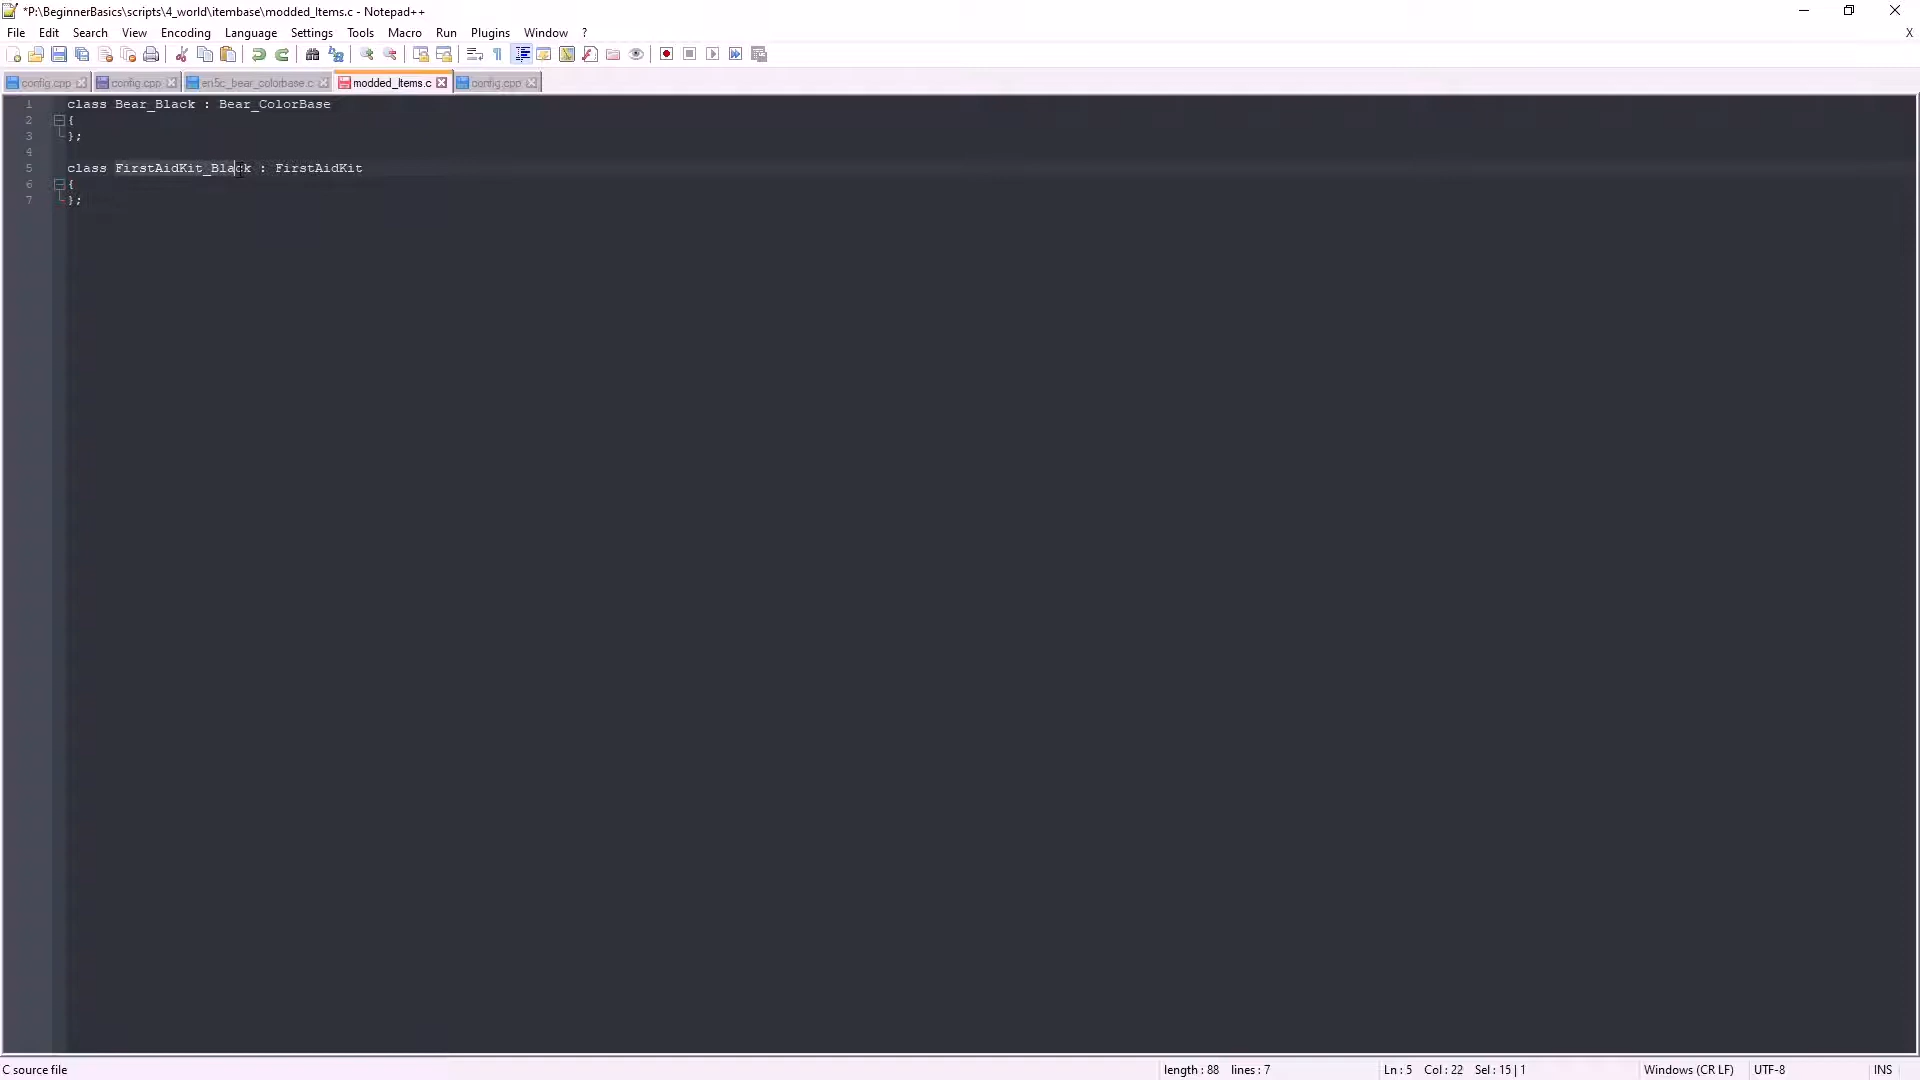 *P:\BeginnerBasics\scripts\4_world\itembase\modded_Items.c - Notepad++
File Edit Search View Encoding Language Settings Tools Macro Run Plugins Window ?
X
config.cpp config.cpp en5c_bear_colorbase.c modded_Items.c config.cpp
1 class Bear_Black : Bear_ColorBase
2 {
3 };
4
5 class FirstAidKit_Black : FirstAidKit
6 {
7 };
C source file length : 88 lines : 7 Ln : 5 Col : 22 Sel : 15 | 1 Windows (CR LF) UTF-8 INS